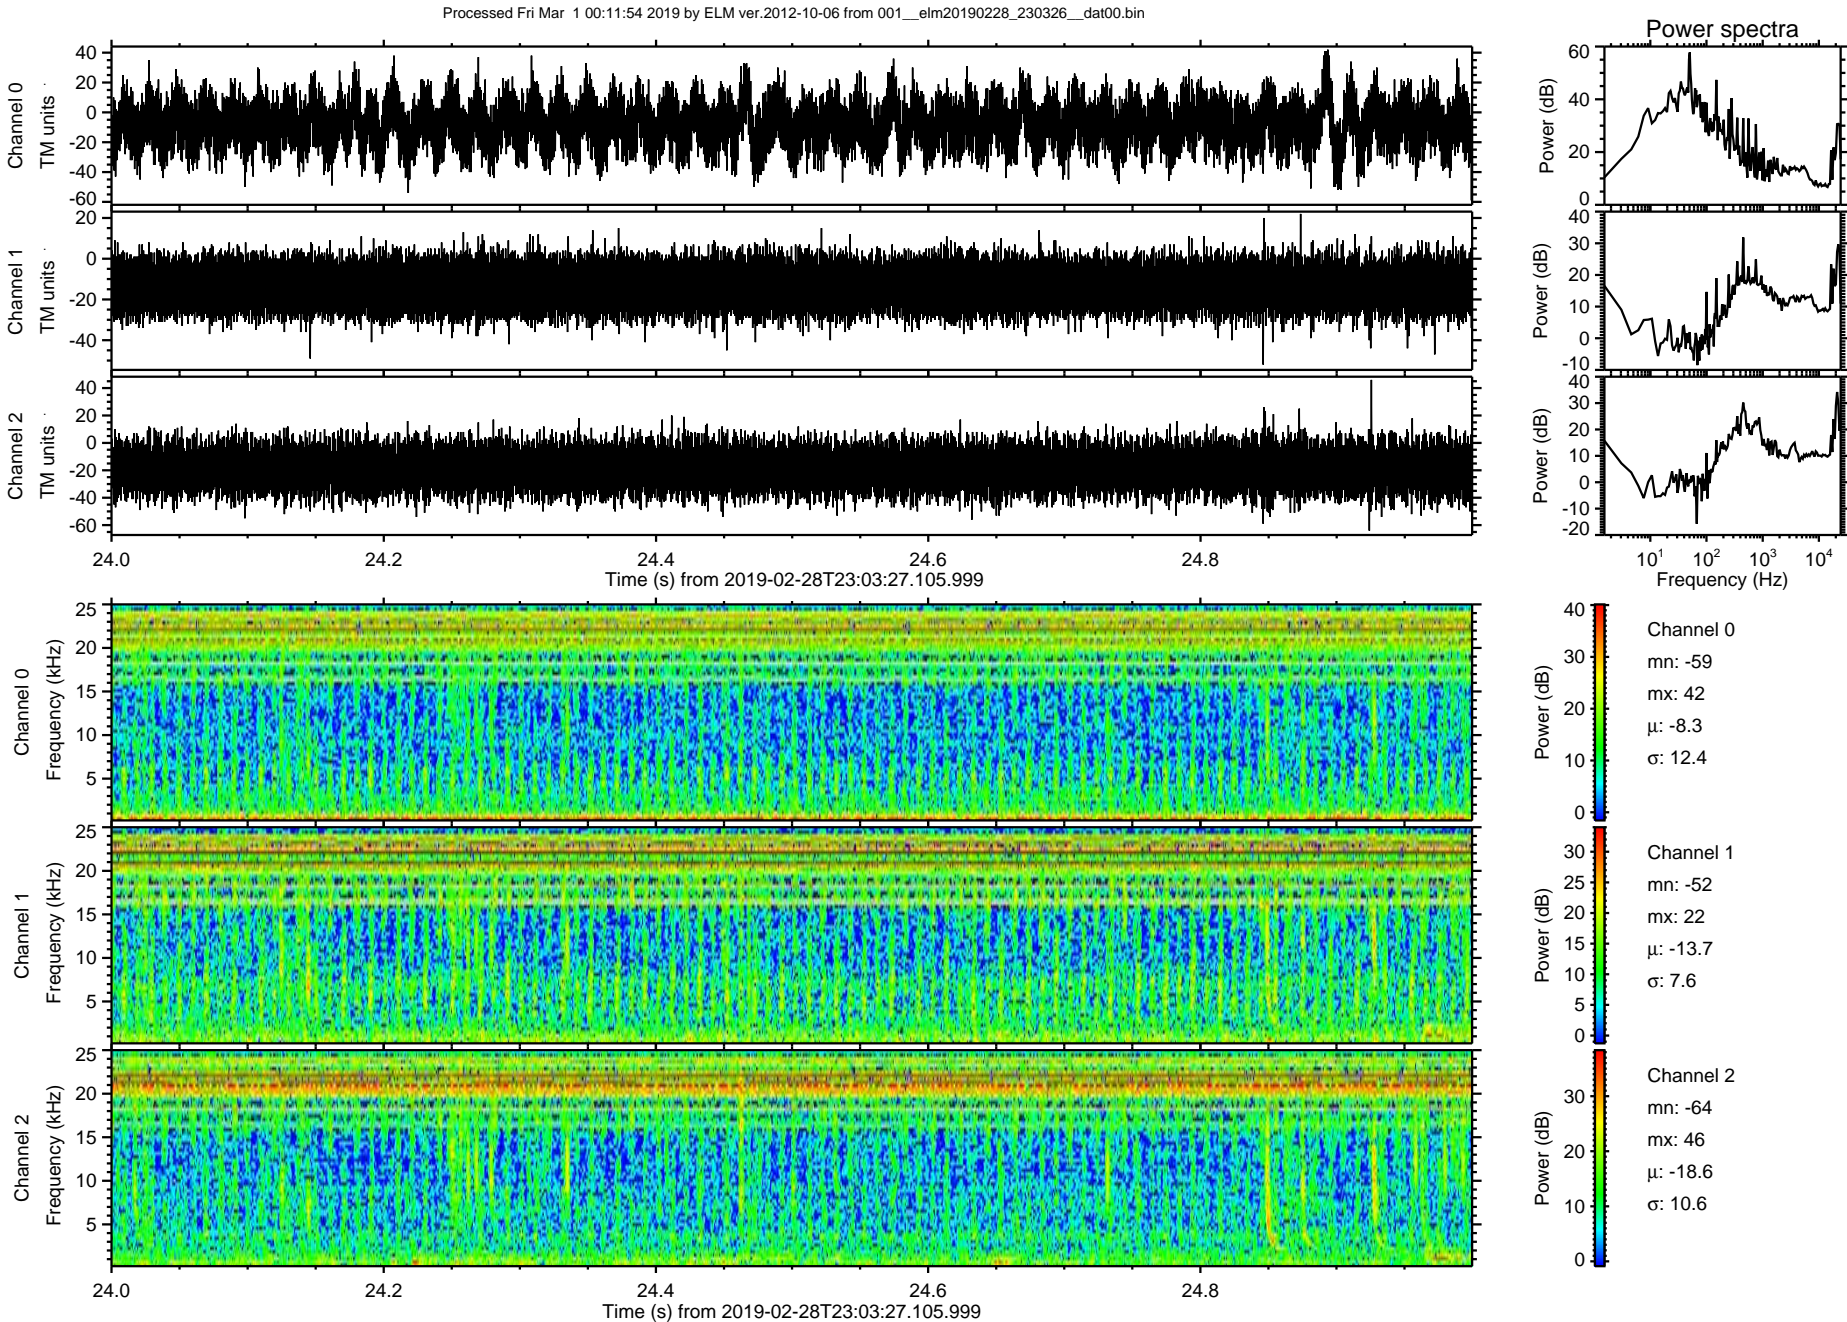 Processed Fri Mar  1 00:11:54 2019 by ELM ver.2012-10-06 from 001__elm20190228_230326__dat00.bin
Power spectra
Channel 0
TM units
40
20
0
-20
-40
-60
Power (dB)
60
40
20
0
Channel 1
TM units
20
0
-20
-40
Power (dB)
40
30
20
10
0
-10
Channel 2
TM units
40
20
0
-20
-40
-60
Power (dB)
40
30
20
10
0
-10
-20
24.0 24.2 24.4 24.6 24.8
Time (s) from 2019-02-28T23:03:27.105.999
10¹ 10² 10³ 10⁴
Frequency (Hz)
Channel 0
Frequency (kHz)
25
20
15
10
5
Power (dB)
40
30
20
10
0
Channel 0
mn: -59
mx: 42
μ: -8.3
σ: 12.4
Channel 1
Frequency (kHz)
25
20
15
10
5
Power (dB)
30
25
20
15
10
5
0
Channel 1
mn: -52
mx: 22
μ: -13.7
σ: 7.6
Channel 2
Frequency (kHz)
25
20
15
10
5
Power (dB)
30
20
10
0
Channel 2
mn: -64
mx: 46
μ: -18.6
σ: 10.6
24.0 24.2 24.4 24.6 24.8
Time (s) from 2019-02-28T23:03:27.105.999